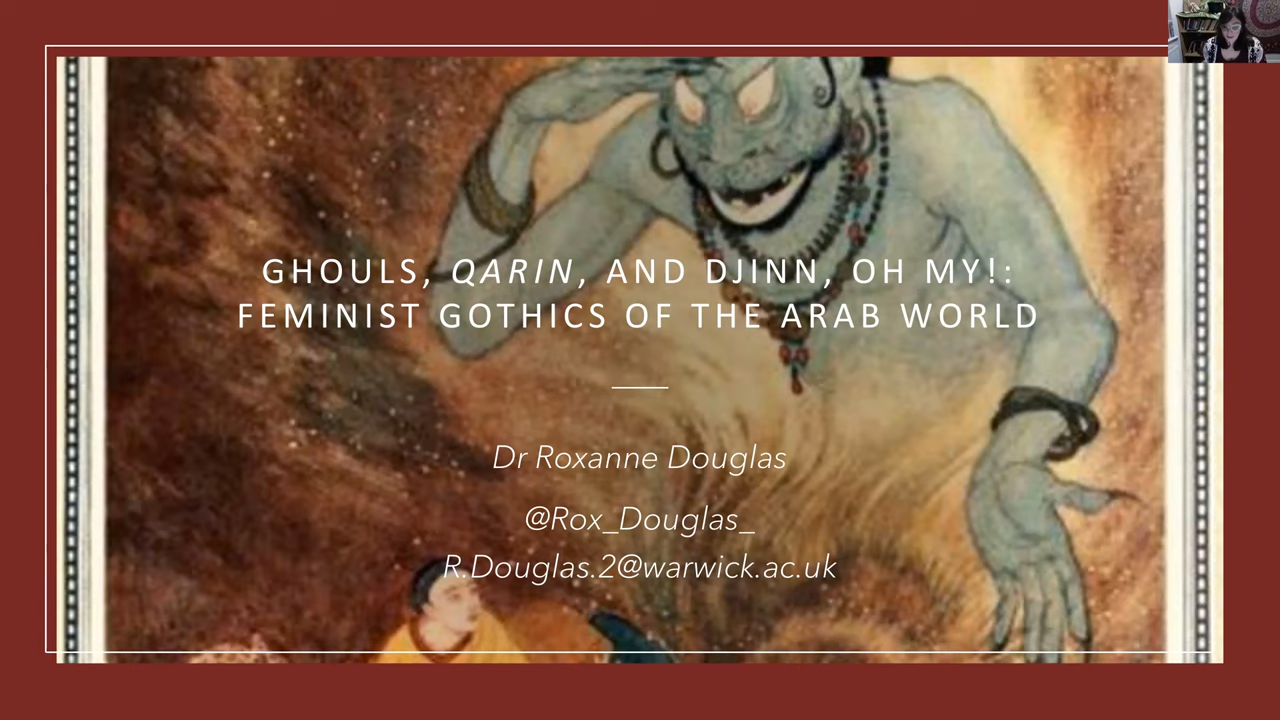 GHOULS, QARIN, AND DJINN, OH MY!:
FEMINIST GOTHICS OF THE ARAB WORLD
Dr Roxanne Douglas
@Rox_Douglas_
R.Douglas.2@warwick.ac.uk